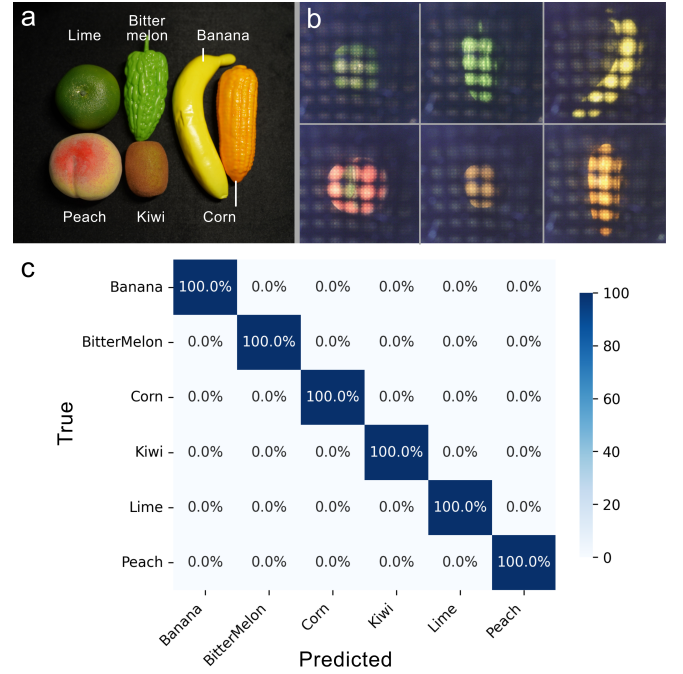 a
Lime
Bitter
melon
Banana
Peach
Kiwi
Corn
b
c
Banana
100.0% 0.0% 0.0% 0.0% 0.0% 0.0%
BitterMelon
0.0% 100.0% 0.0% 0.0% 0.0% 0.0%
Corn
0.0% 0.0% 100.0% 0.0% 0.0% 0.0%
Kiwi
0.0% 0.0% 0.0% 100.0% 0.0% 0.0%
Lime
0.0% 0.0% 0.0% 0.0% 100.0% 0.0%
Peach
0.0% 0.0% 0.0% 0.0% 0.0% 100.0%
True
Banana
BitterMelon
Corn
Kiwi
Lime
Peach
Predicted
100
80
60
40
20
0